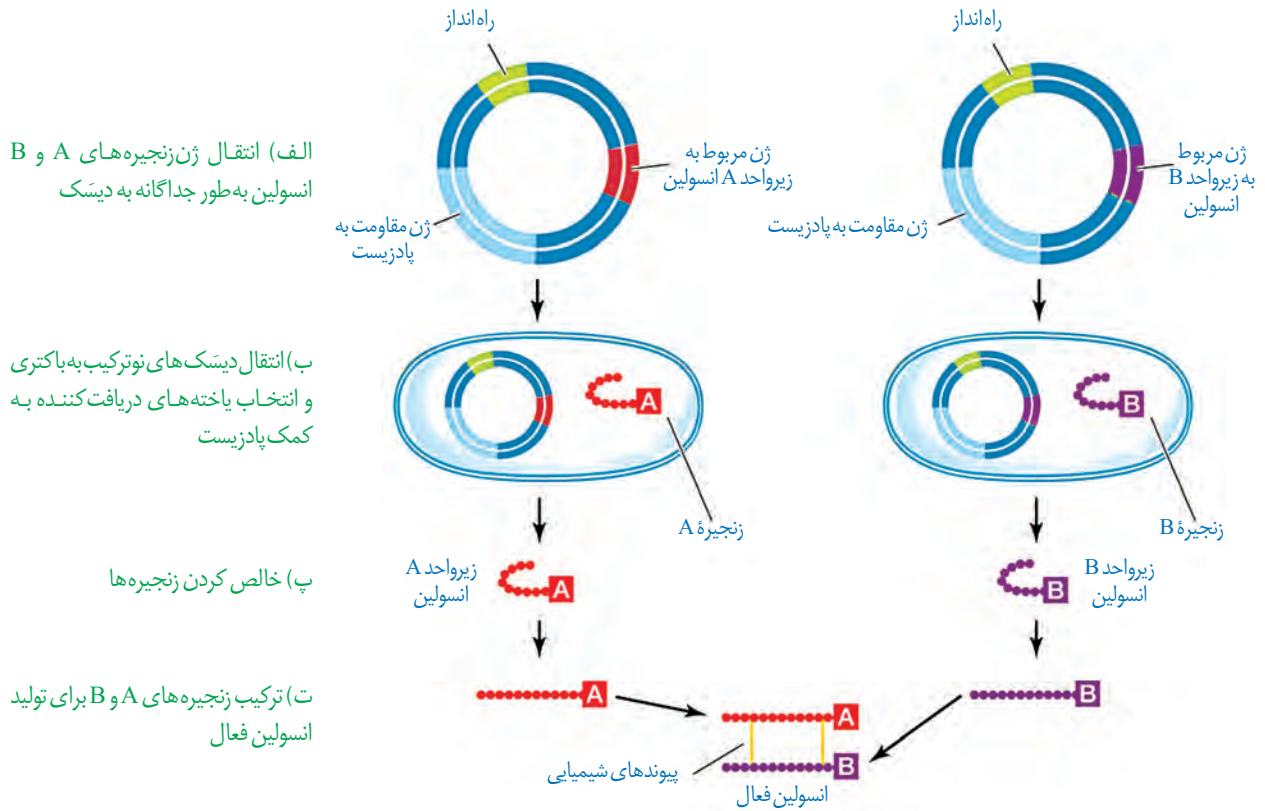 راه‌انداز
راه‌انداز
الف) انتقال ژن زنجیره‌های A و B
انسولین به‌طور جداگانه به دیسَک
ژن مربوط به
زیرواحد A انسولین
ژن مقاومت به
پادزیست
ژن مربوط
به زیرواحد B
انسولین
ژن مقاومت به پادزیست
ب) انتقال دیسَک‌های نوترکیب به باکتری
و انتخاب یاخته‌های دریافت‌کننده به
کمک پادزیست
A
B
زنجیرهٔ A
زنجیرهٔ B
پ) خالص کردن زنجیره‌ها
زیرواحد A
انسولین
A
زیرواحد B
انسولین
B
ت) ترکیب زنجیره‌های A و B برای تولید
انسولین فعال
A
B
A
B
پیوندهای شیمیایی
انسولین فعال